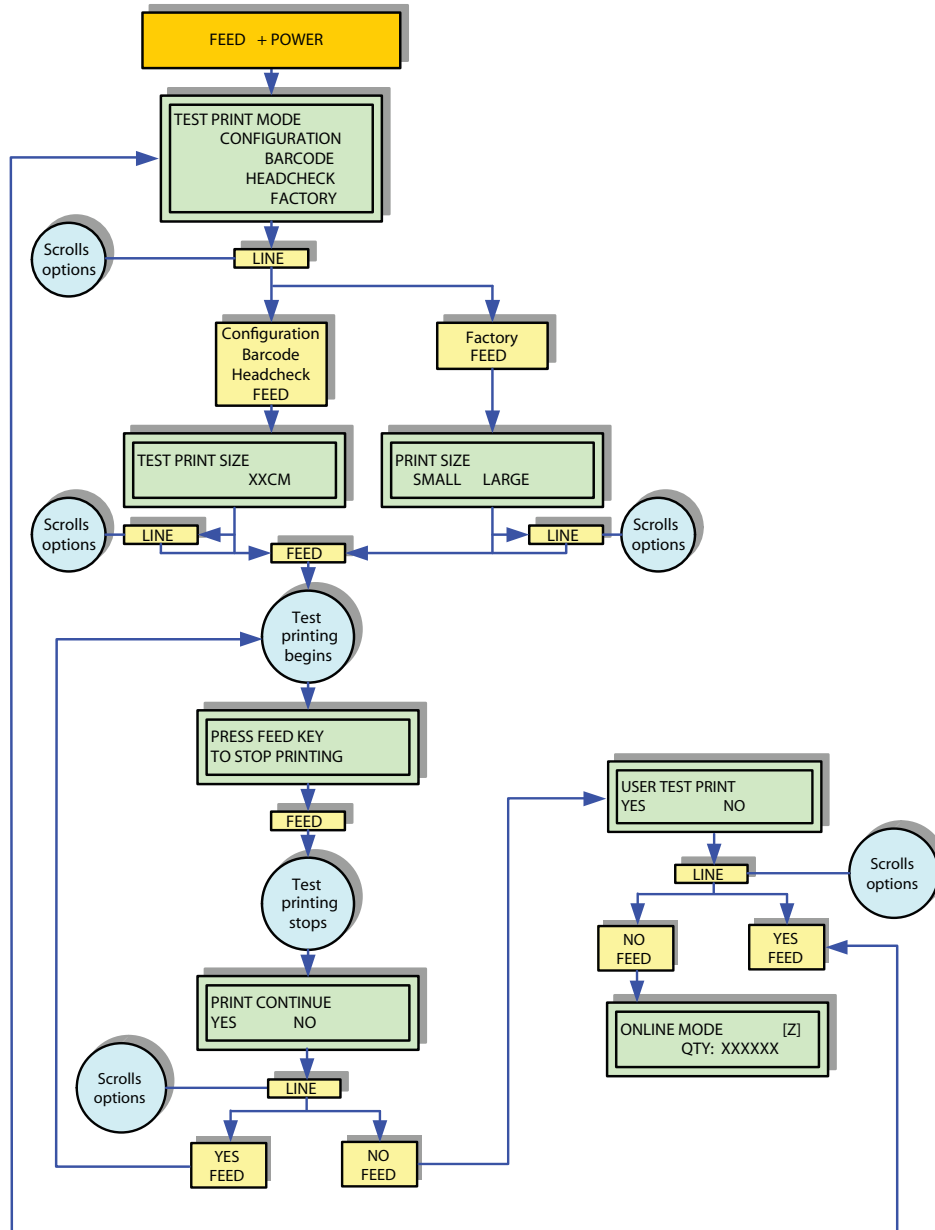 FEED + POWER
TEST PRINT MODE
CONFIGURATION
BARCODE
HEADCHECK
FACTORY
Scrolls
options
LINE
Configuration
Barcode
Headcheck
FEED
Factory
FEED
TEST PRINT SIZE
XXCM
PRINT SIZE
SMALL LARGE
Scrolls
options
LINE
FEED
LINE
Scrolls
options
Test
printing
begins
PRESS FEED KEY
TO STOP PRINTING
FEED
Test
printing
stops
PRINT CONTINUE
YES NO
Scrolls
options
LINE
YES
FEED
NO
FEED
USER TEST PRINT
YES NO
LINE
Scrolls
options
NO
FEED
YES
FEED
ONLINE MODE [Z]
QTY: XXXXXX